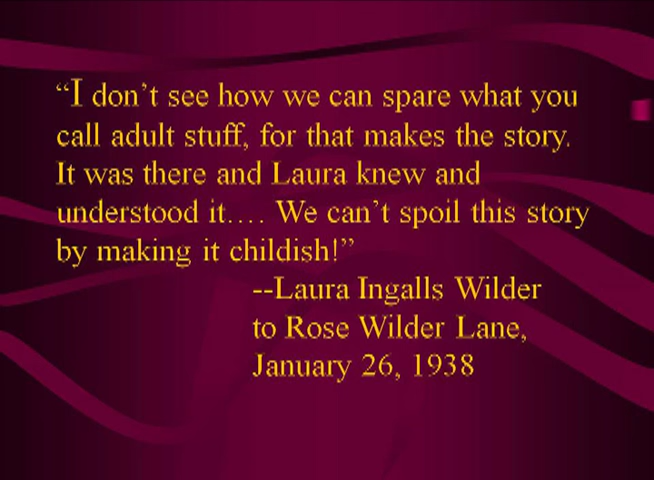 “I don’t see how we can spare what you
call adult stuff, for that makes the story.
It was there and Laura knew and
understood it…. We can’t spoil this story
by making it childish!”
--Laura Ingalls Wilder
to Rose Wilder Lane,
January 26, 1938